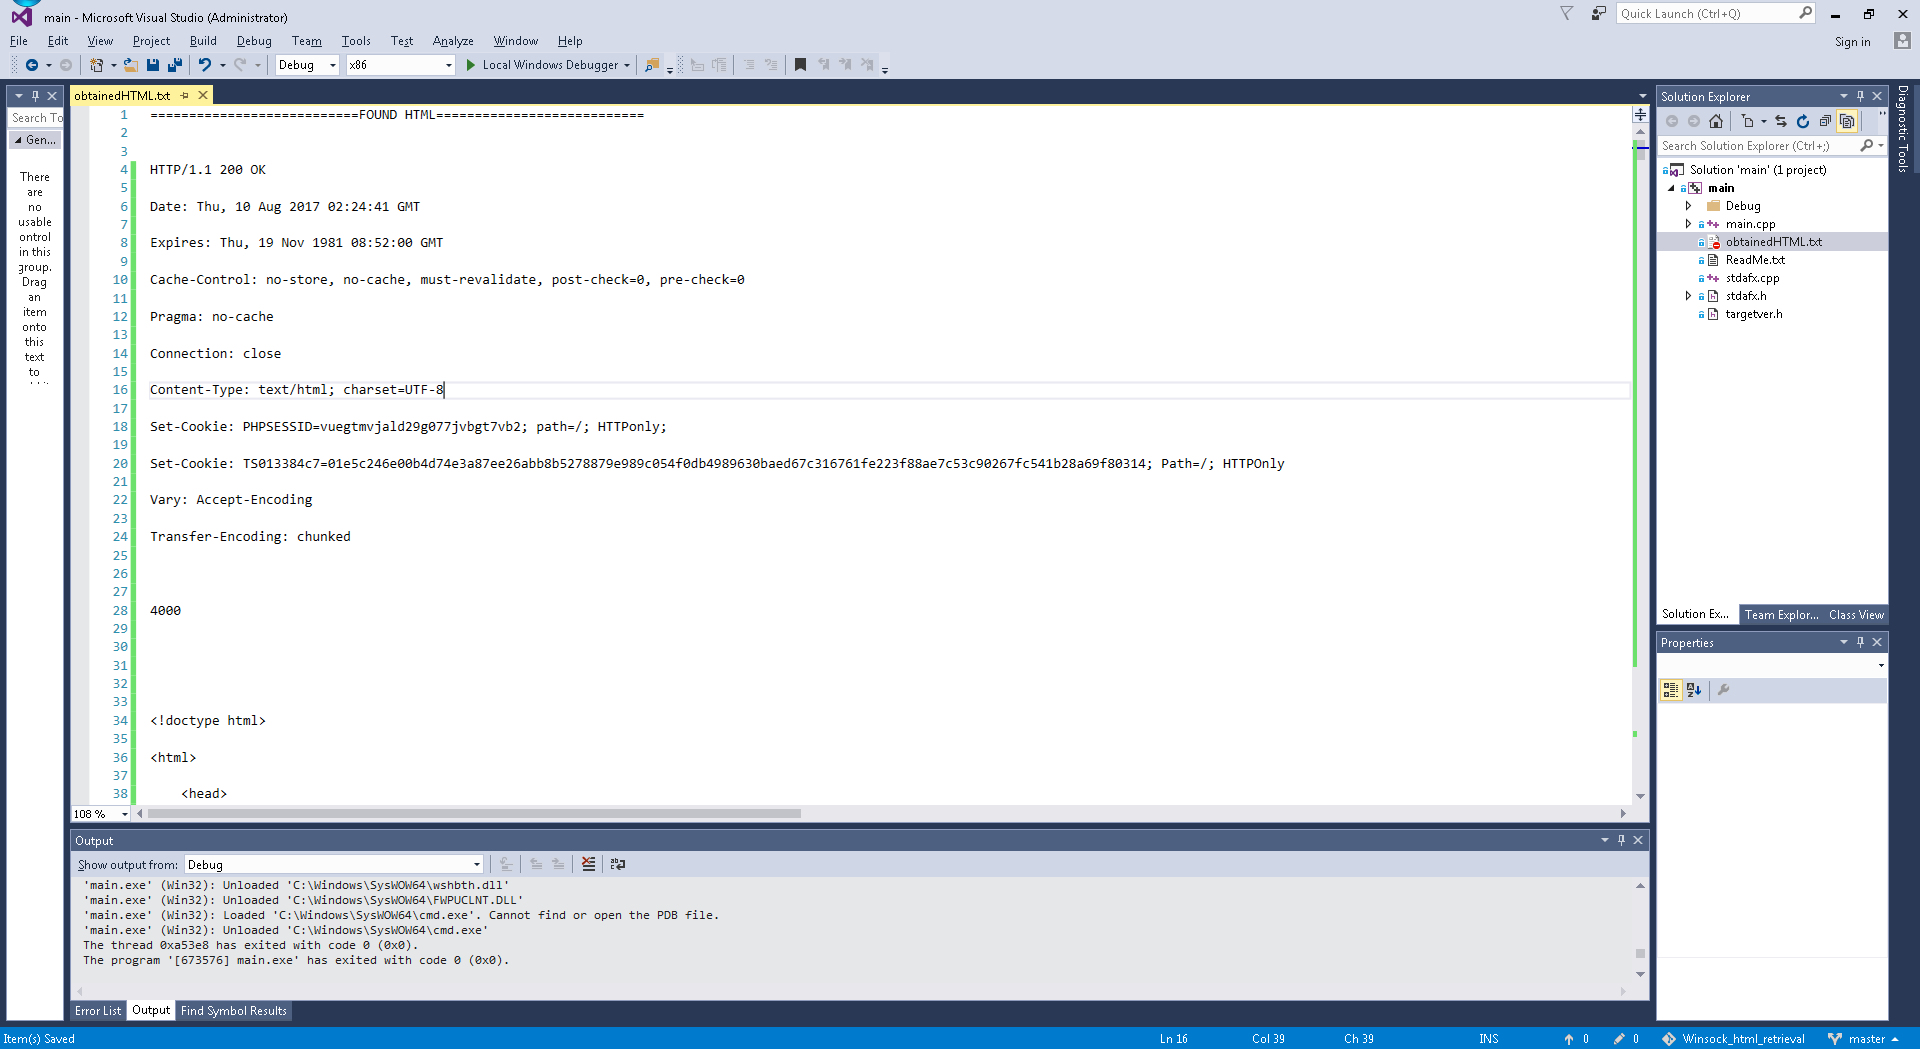 main - Microsoft Visual Studio (Administrator)
Quick Launch (Ctrl+Q)
File Edit View Project Build Debug Team Tools Test Analyze Window Help
Sign in
Debug x86 Local Windows Debugger
obtainedHTML.txt
Search To
Gen...
There
are
no
usable
ontrol
in this
group.
Drag
an
item
onto
this
text
to
1 ===========================FOUND HTML===========================
2
3
4 HTTP/1.1 200 OK
5
6 Date: Thu, 10 Aug 2017 02:24:41 GMT
7
8 Expires: Thu, 19 Nov 1981 08:52:00 GMT
9
10 Cache-Control: no-store, no-cache, must-revalidate, post-check=0, pre-check=0
11
12 Pragma: no-cache
13
14 Connection: close
15
16 Content-Type: text/html; charset=UTF-8
17
18 Set-Cookie: PHPSESSID=vuegtmvjald29g077jvbgt7vb2; path=/; HTTPonly;
19
20 Set-Cookie: TS013384c7=01e5c246e00b4d74e3a87ee26abb8b5278879e989c054f0db4989630baed67c316761fe223f88ae7c53c90267fc541b28a69f80314; Path=/; HTTPOnly
21
22 Vary: Accept-Encoding
23
24 Transfer-Encoding: chunked
25
26
27
28 4000
29
30
31
32
33
34 <!doctype html>
35
36 <html>
37
38 <head>
108 %
Solution Explorer
Search Solution Explorer (Ctrl+;)
Solution 'main' (1 project)
main
Debug
main.cpp
obtainedHTML.txt
ReadMe.txt
stdafx.cpp
stdafx.h
targetver.h
Solution Ex... Team Explor... Class View
Properties
Diagnostic Tools
Output
Show output from: Debug
'main.exe' (Win32): Unloaded 'C:\Windows\SysWOW64\wshbth.dll'
'main.exe' (Win32): Unloaded 'C:\Windows\SysWOW64\FWPUCLNT.DLL'
'main.exe' (Win32): Loaded 'C:\Windows\SysWOW64\cmd.exe'. Cannot find or open the PDB file.
'main.exe' (Win32): Unloaded 'C:\Windows\SysWOW64\cmd.exe'
The thread 0xa53e8 has exited with code 0 (0x0).
The program '[673576] main.exe' has exited with code 0 (0x0).
Error List Output Find Symbol Results
Item(s) Saved Ln 16 Col 39 Ch 39 INS 0 0 Winsock_html_retrieval master